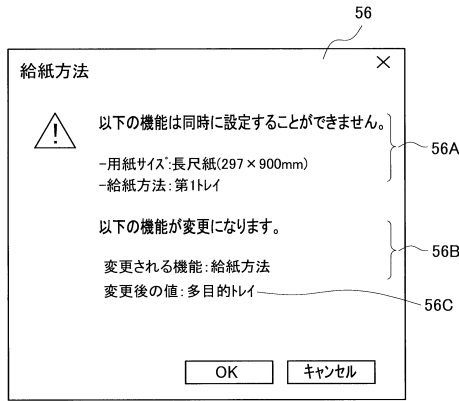 56
給紙方法
×
以下の機能は同時に設定することができません。
56A
-用紙サイズ:長尺紙(297×900mm)
-給紙方法:第1トレイ
以下の機能が変更になります。
56B
変更される機能:給紙方法
変更後の値:多目的トレイ
56C
OK
キャンセル